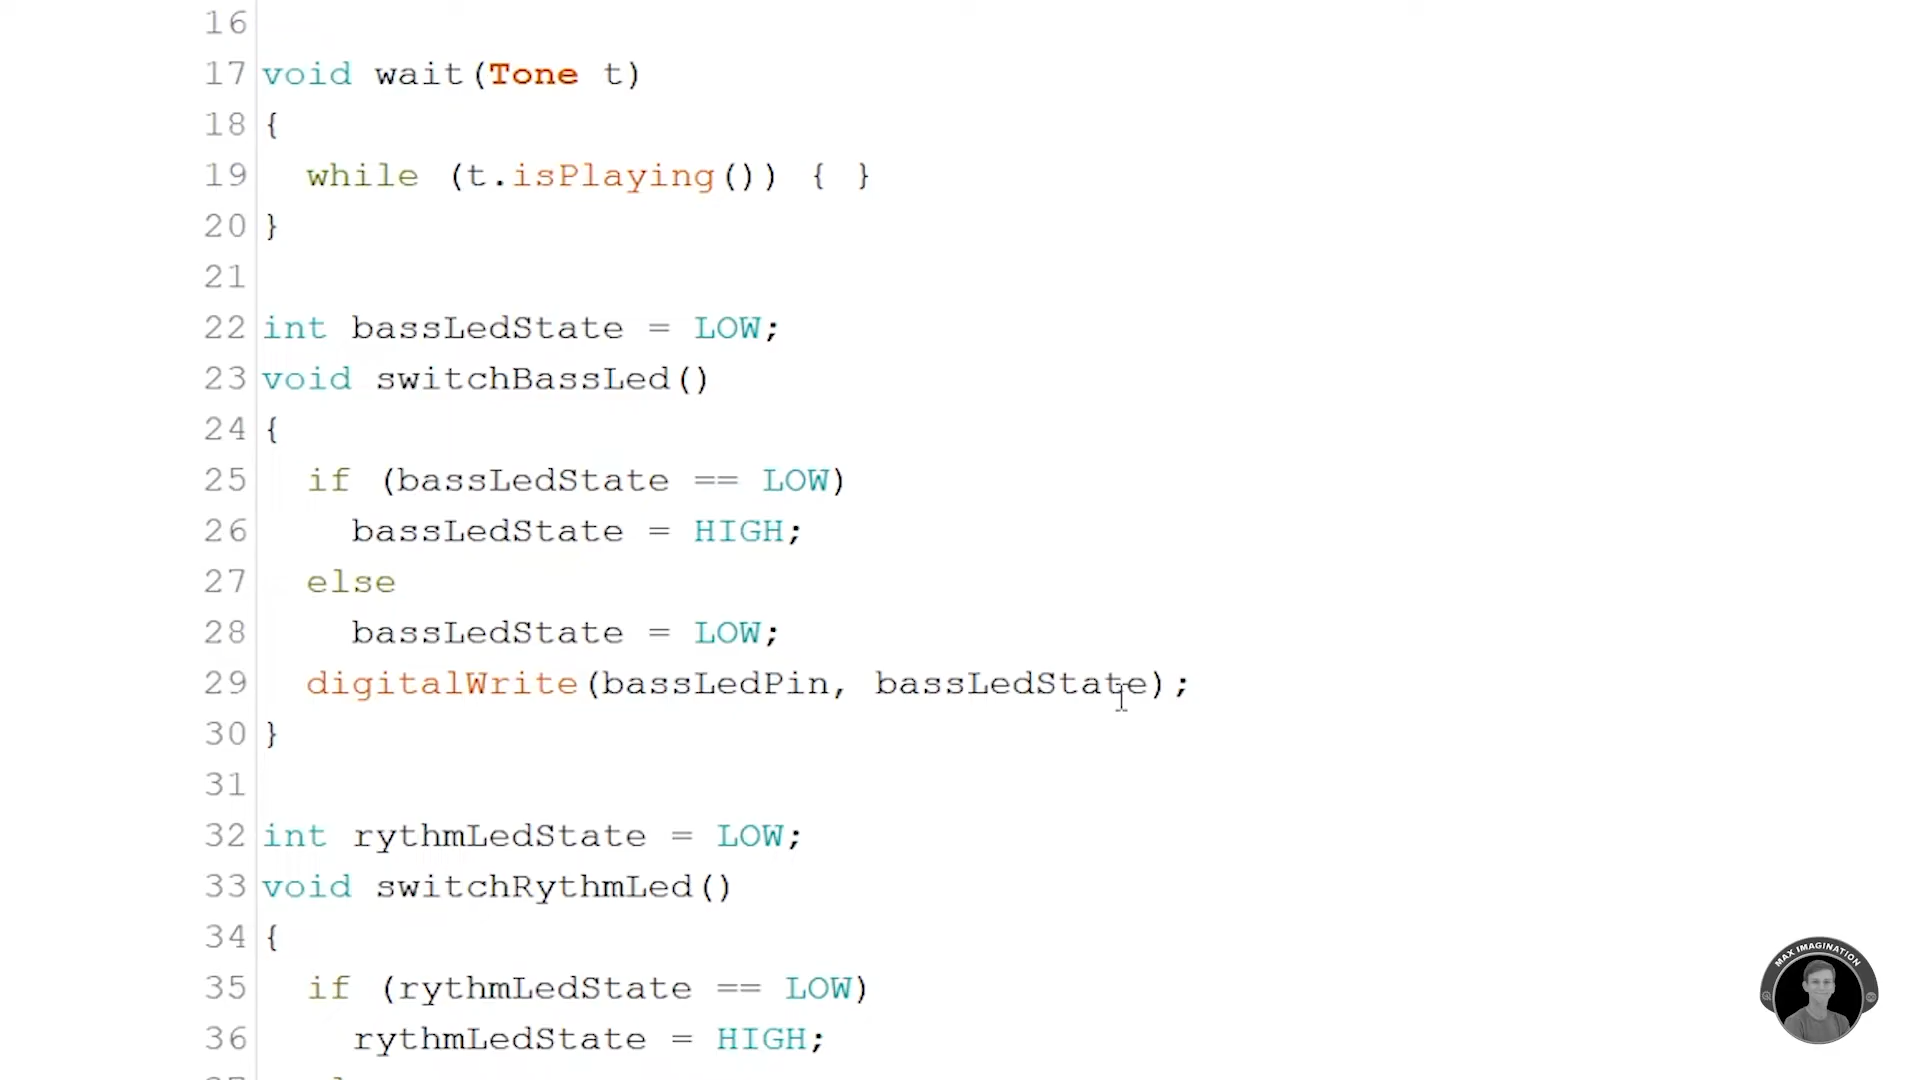 16
17 void wait(Tone t)
18 {
19   while (t.isPlaying()) { }
20 }
21
22 int bassLedState = LOW;
23 void switchBassLed()
24 {
25   if (bassLedState == LOW)
26     bassLedState = HIGH;
27   else
28     bassLedState = LOW;
29   digitalWrite(bassLedPin, bassLedState);
30 }
31
32 int rythmLedState = LOW;
33 void switchRythmLed()
34 {
35   if (rythmLedState == LOW)
36     rythmLedState = HIGH;
MAX IMAGINATION